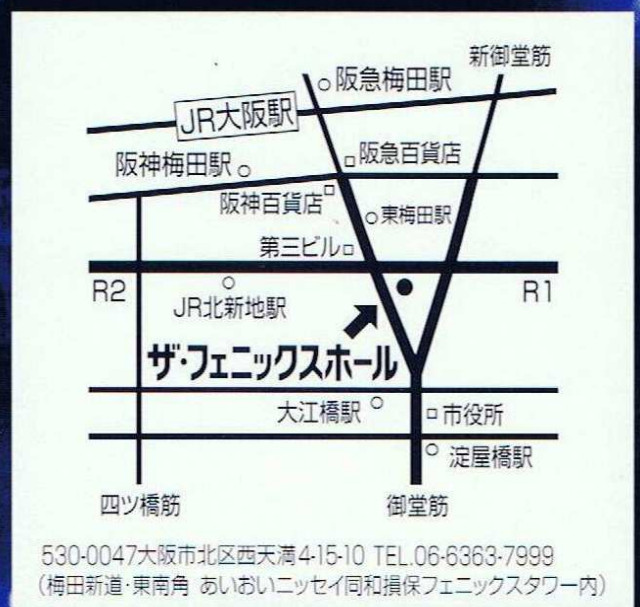 新御堂筋
阪急梅田駅
JR大阪駅
阪急百貨店
阪神梅田駅
阪神百貨店
東梅田駅
第三ビル
R2
R1
JR北新地駅
ザ・フェニックスホール
大江橋駅
市役所
淀屋橋駅
四ツ橋筋
御堂筋
530-0047大阪市北区西天満4-15-10 TEL.06-6363-7999
(梅田新道・東南角 あいおいニッセイ同和損保フェニックスタワー内)